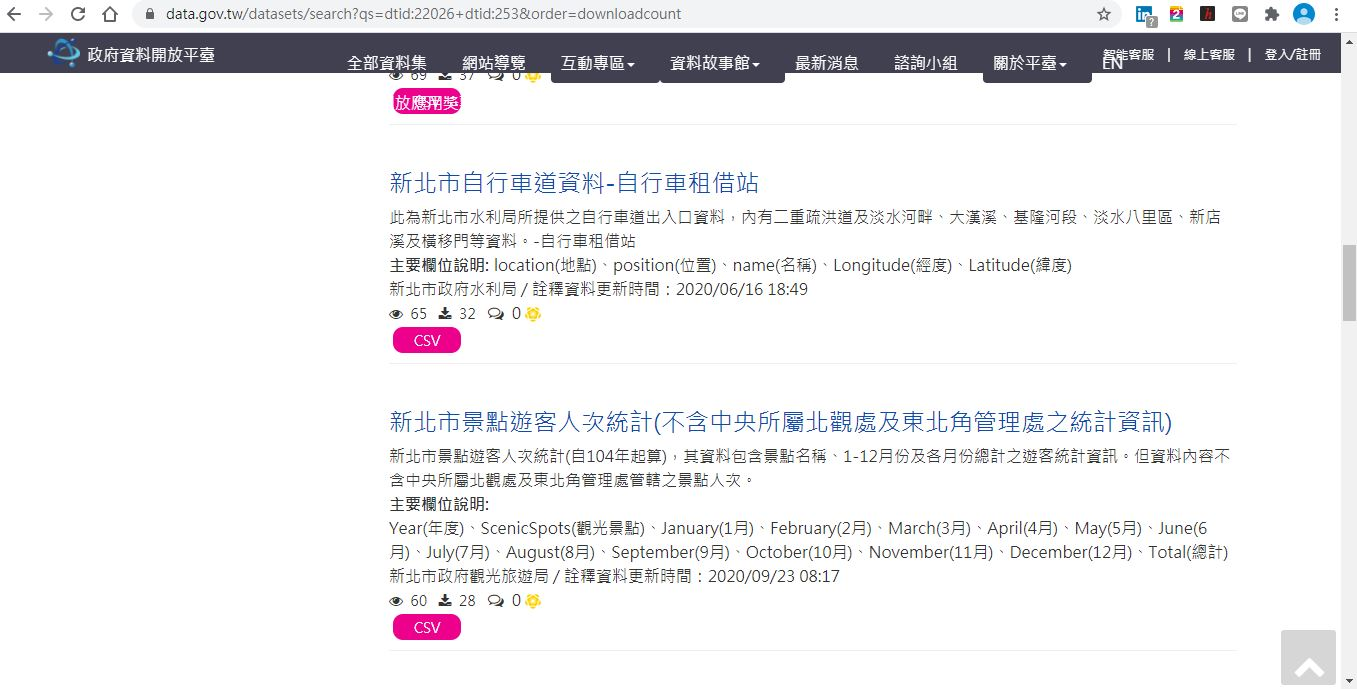 data.gov.tw/datasets/search?qs=dtid:22026+dtid:253&order=downloadcount
政府資料開放平臺
全部資料集 網站導覽 互動專區 資料故事館 最新消息 諮詢小組 關於平臺 EN 智能客服 | 線上客服 | 登入/註冊
69 37 0
放應用獎
新北市自行車道資料-自行車租借站
此為新北市水利局所提供之自行車道出入口資料，內有二重疏洪道及淡水河畔、大漢溪、基隆河段、淡水八里區、新店
溪及橫移門等資料。-自行車租借站
主要欄位說明: location(地點)、position(位置)、name(名稱)、Longitude(經度)、Latitude(緯度)
新北市政府水利局 / 詮釋資料更新時間：2020/06/16 18:49
65 32 0
CSV
新北市景點遊客人次統計(不含中央所屬北觀處及東北角管理處之統計資訊)
新北市景點遊客人次統計(自104年起算)，其資料包含景點名稱、1-12月份及各月份總計之遊客統計資訊。但資料內容不
含中央所屬北觀處及東北角管理處管轄之景點人次。
主要欄位說明:
Year(年度)、ScenicSpots(觀光景點)、January(1月)、February(2月)、March(3月)、April(4月)、May(5月)、June(6
月)、July(7月)、August(8月)、September(9月)、October(10月)、November(11月)、December(12月)、Total(總計)
新北市政府觀光旅遊局 / 詮釋資料更新時間：2020/09/23 08:17
60 28 0
CSV